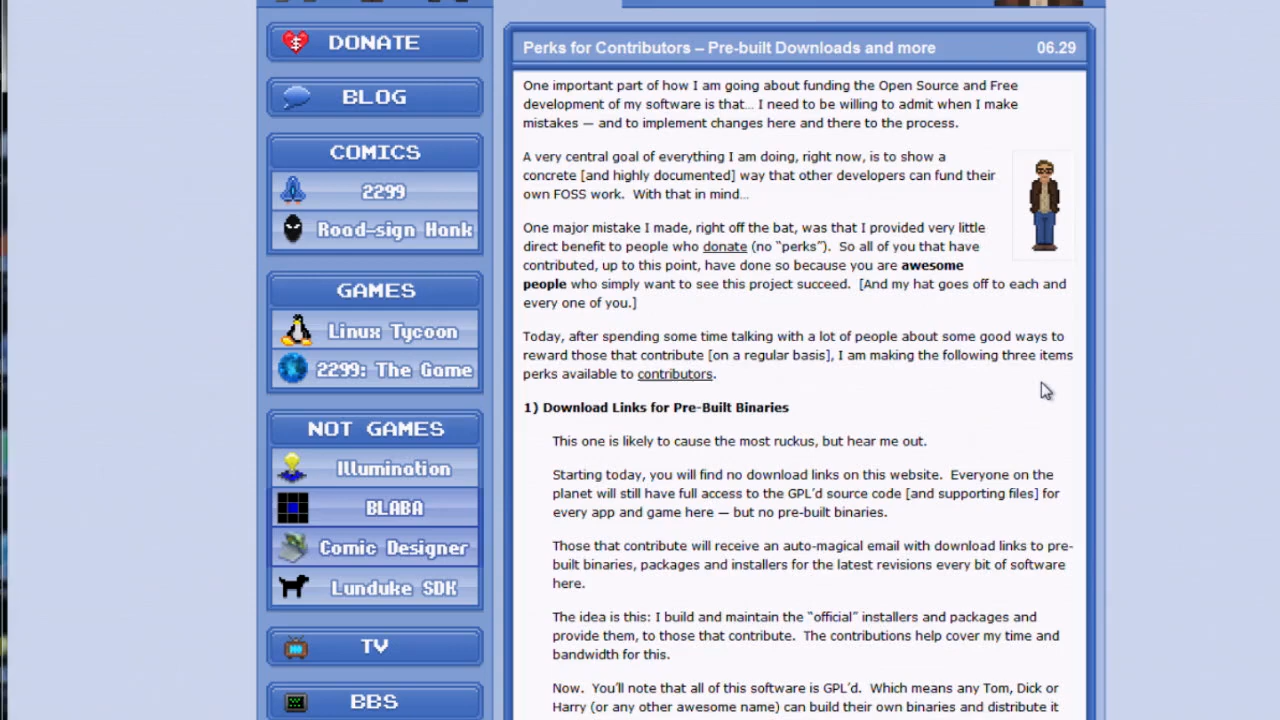 DONATE
BLOG
COMICS
2299
Road-sign Hank
GAMES
Linux Tycoon
2299: The Game
NOT GAMES
Illumination
BLABA
Comic Designer
Lunduke SDK
TV
BBS
Perks for Contributors – Pre-built Downloads and more 06.29
One important part of how I am going about funding the Open Source and Free
development of my software is that… I need to be willing to admit when I make
mistakes — and to implement changes here and there to the process.
A very central goal of everything I am doing, right now, is to show a
concrete [and highly documented] way that other developers can fund their
own FOSS work.  With that in mind…
One major mistake I made, right off the bat, was that I provided very little
direct benefit to people who donate (no “perks”).  So all of you that have
contributed, up to this point, have done so because you are awesome
people who simply want to see this project succeed.  [And my hat goes off to each and
every one of you.]
Today, after spending some time talking with a lot of people about some good ways to
reward those that contribute [on a regular basis], I am making the following three items
perks available to contributors.
1) Download Links for Pre-Built Binaries
This one is likely to cause the most ruckus, but hear me out.
Starting today, you will find no download links on this website.  Everyone on the
planet will still have full access to the GPL’d source code [and supporting files] for
every app and game here — but no pre-built binaries.
Those that contribute will receive an auto-magical email with download links to pre-
built binaries, packages and installers for the latest revisions every bit of software
here.
The idea is this: I build and maintain the “official” installers and packages and
provide them, to those that contribute.  The contributions help cover my time and
bandwidth for this.
Now.  You’ll note that all of this software is GPL’d.  Which means any Tom, Dick or
Harry (or any other awesome name) can build their own binaries and distribute it